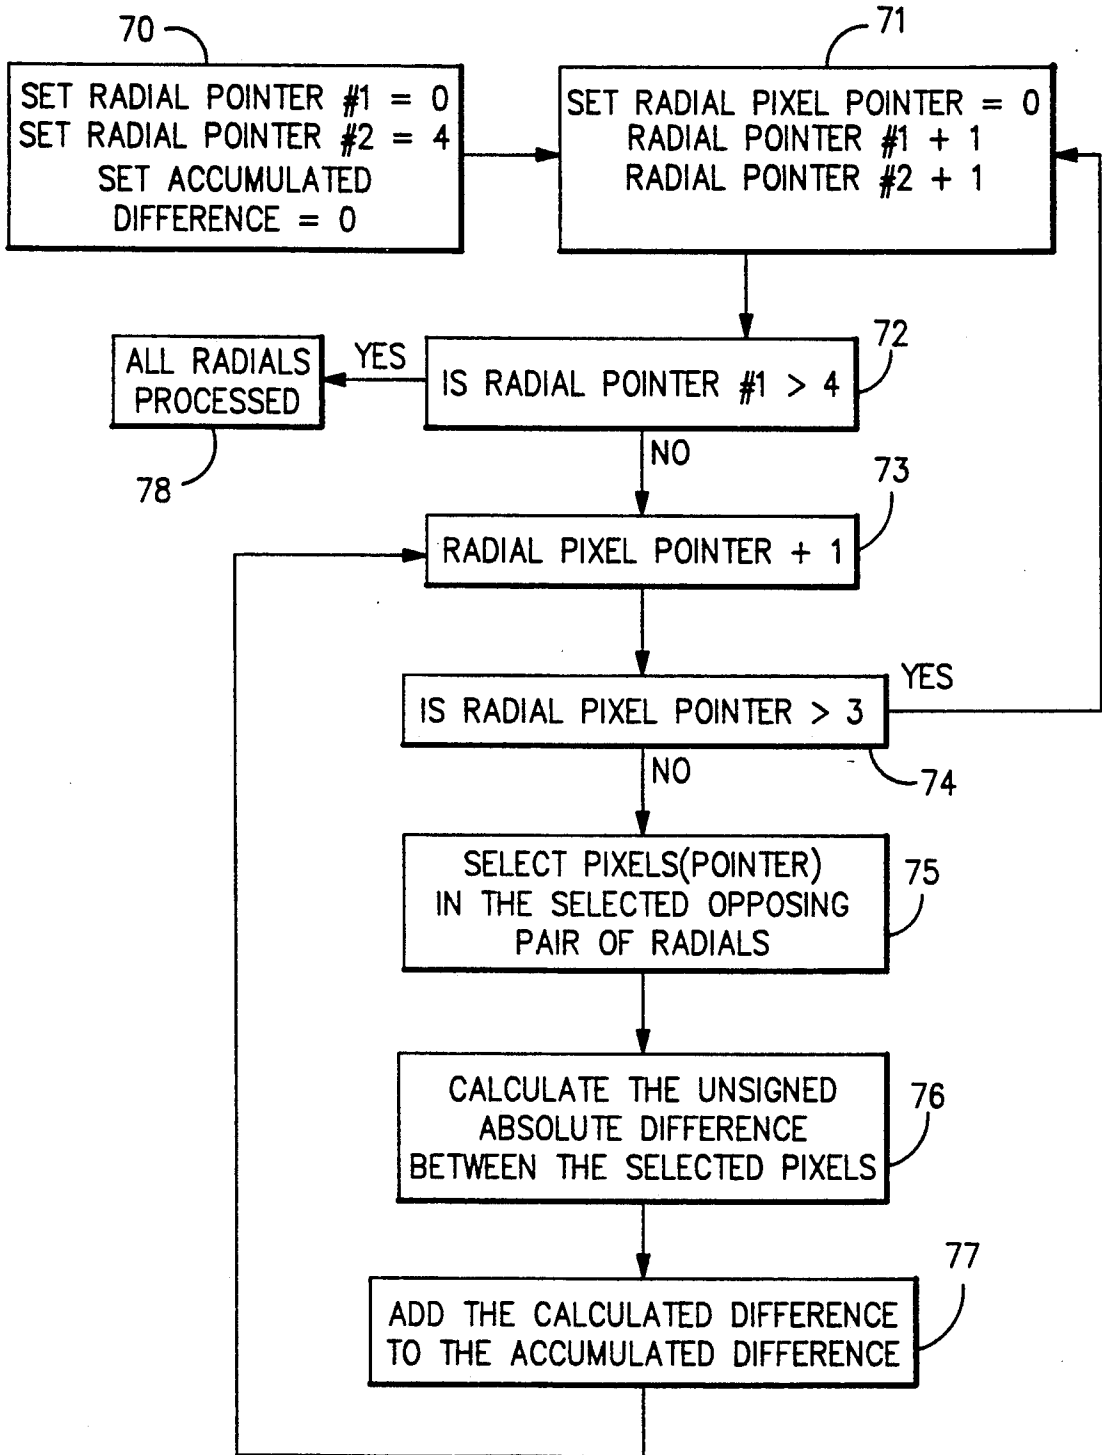 70
SET RADIAL POINTER #1 = 0
SET RADIAL POINTER #2 = 4
SET ACCUMULATED
DIFFERENCE = 0
71
SET RADIAL PIXEL POINTER = 0
RADIAL POINTER #1 + 1
RADIAL POINTER #2 + 1
72
IS RADIAL POINTER #1 > 4
YES
ALL RADIALS
PROCESSED
78
NO
73
RADIAL PIXEL POINTER + 1
IS RADIAL PIXEL POINTER > 3
YES
74
NO
SELECT PIXELS(POINTER)
IN THE SELECTED OPPOSING
PAIR OF RADIALS
75
CALCULATE THE UNSIGNED
ABSOLUTE DIFFERENCE
BETWEEN THE SELECTED PIXELS
76
77
ADD THE CALCULATED DIFFERENCE
TO THE ACCUMULATED DIFFERENCE